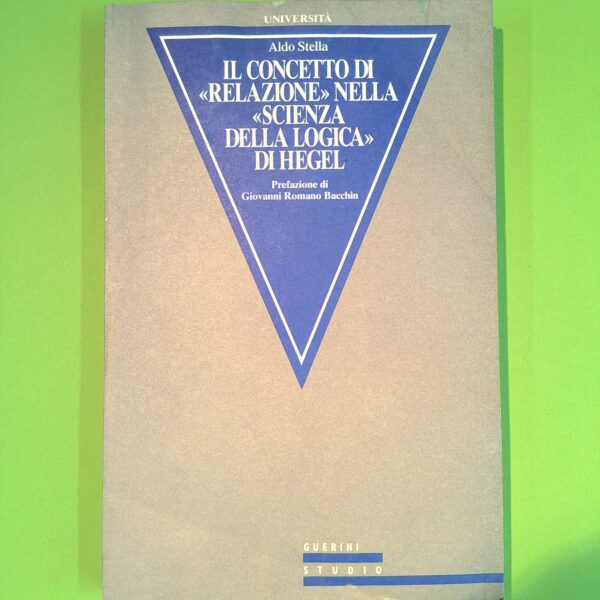 UNIVERSITÀ
Aldo Stella
IL CONCETTO DI
«RELAZIONE» NELLA
«SCIENZA
DELLA LOGICA»
DI HEGEL
Prefazione di
Giovanni Romano Bacchin
GUERINI
STUDIO